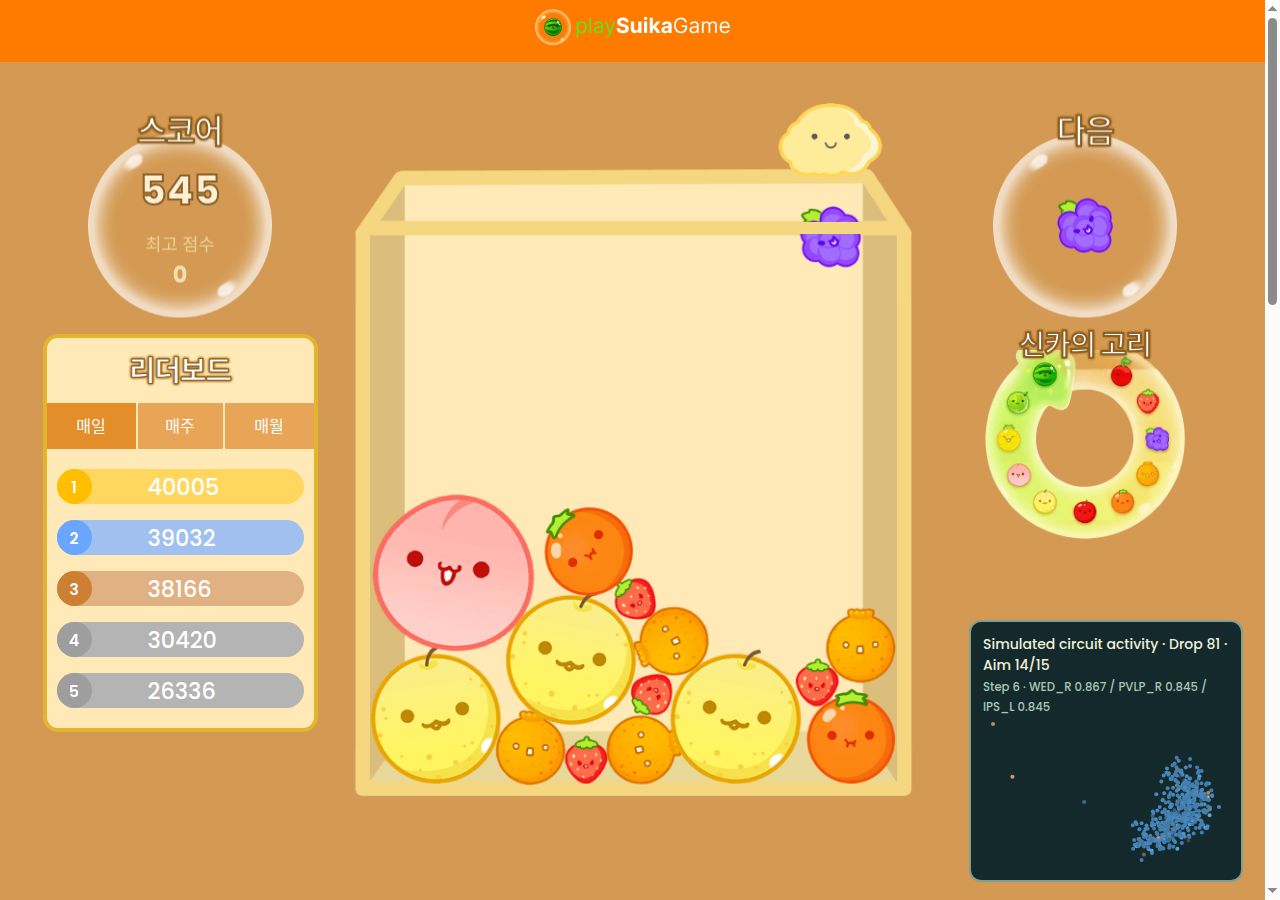 playSuikaGame
스코어
545
최고 점수
0
리더보드
매일 매주 매월
1 40005
2 39032
3 38166
4 30420
5 26336
다음
신카의 고리
Simulated circuit activity · Drop 81 ·
Aim 14/15
Step 6 · WED_R 0.867 / PVLP_R 0.845 /
IPS_L 0.845